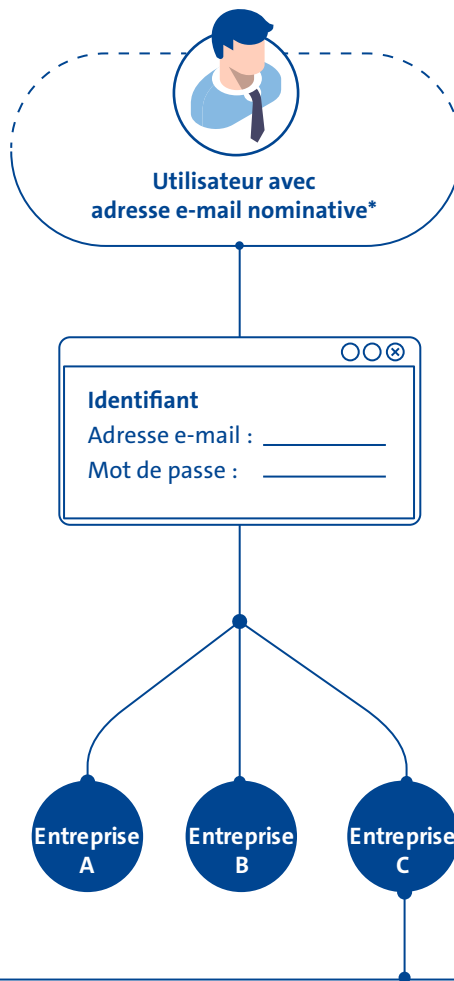 Utilisateur avec
adresse e-mail nominative*
Identifiant
Adresse e-mail :
Mot de passe :
Entreprise
A
Entreprise
B
Entreprise
C